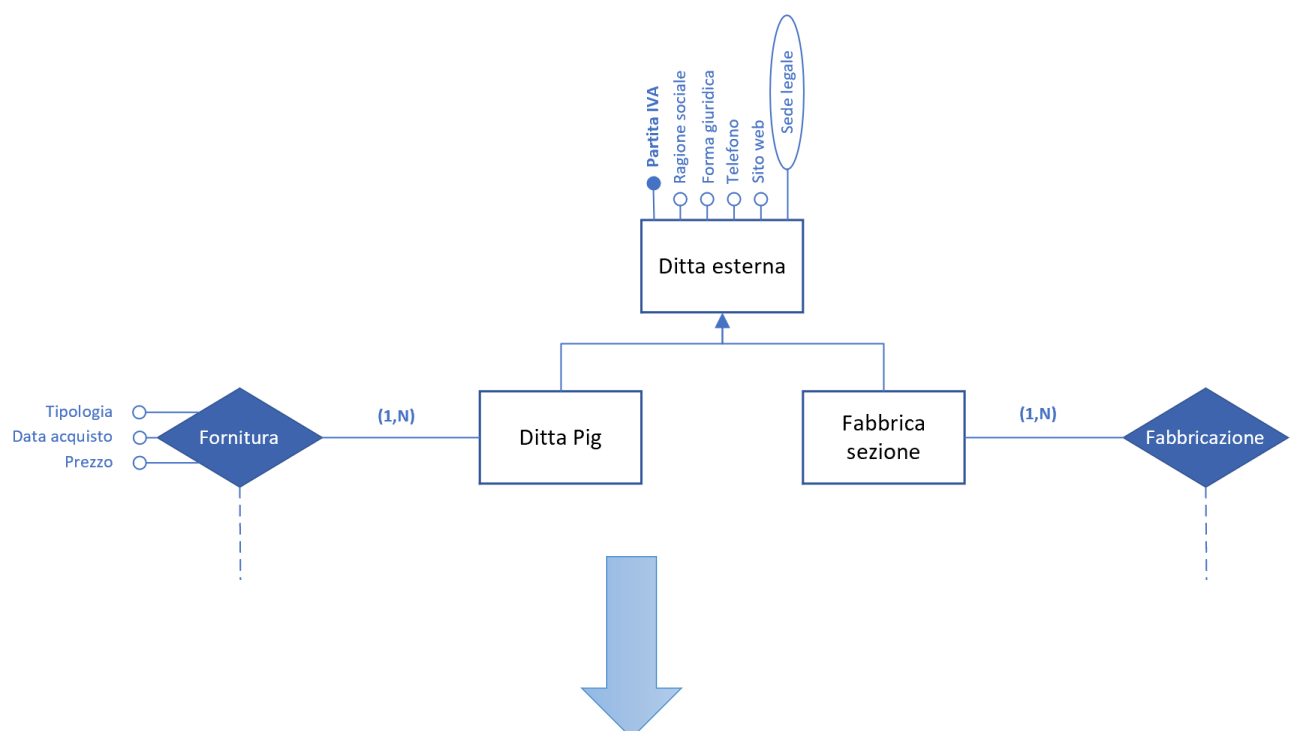 Partita IVA
Ragione sociale
Forma giuridica
Telefono
Sito web
Sede legale
Ditta esterna
Tipologia
Data acquisto
Prezzo
Fornitura
(1,N)
Ditta Pig
Fabbrica
sezione
(1,N)
Fabbricazione